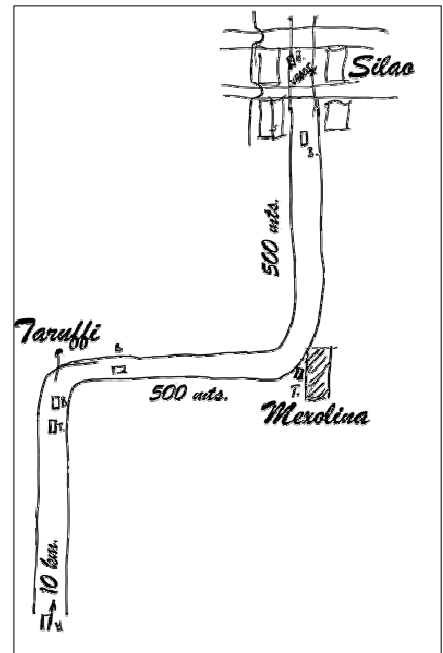 Silao
B.
500 mts.
Taruffi
B.
500 mts.
T.
Mexolina
B.
T.
10 km.